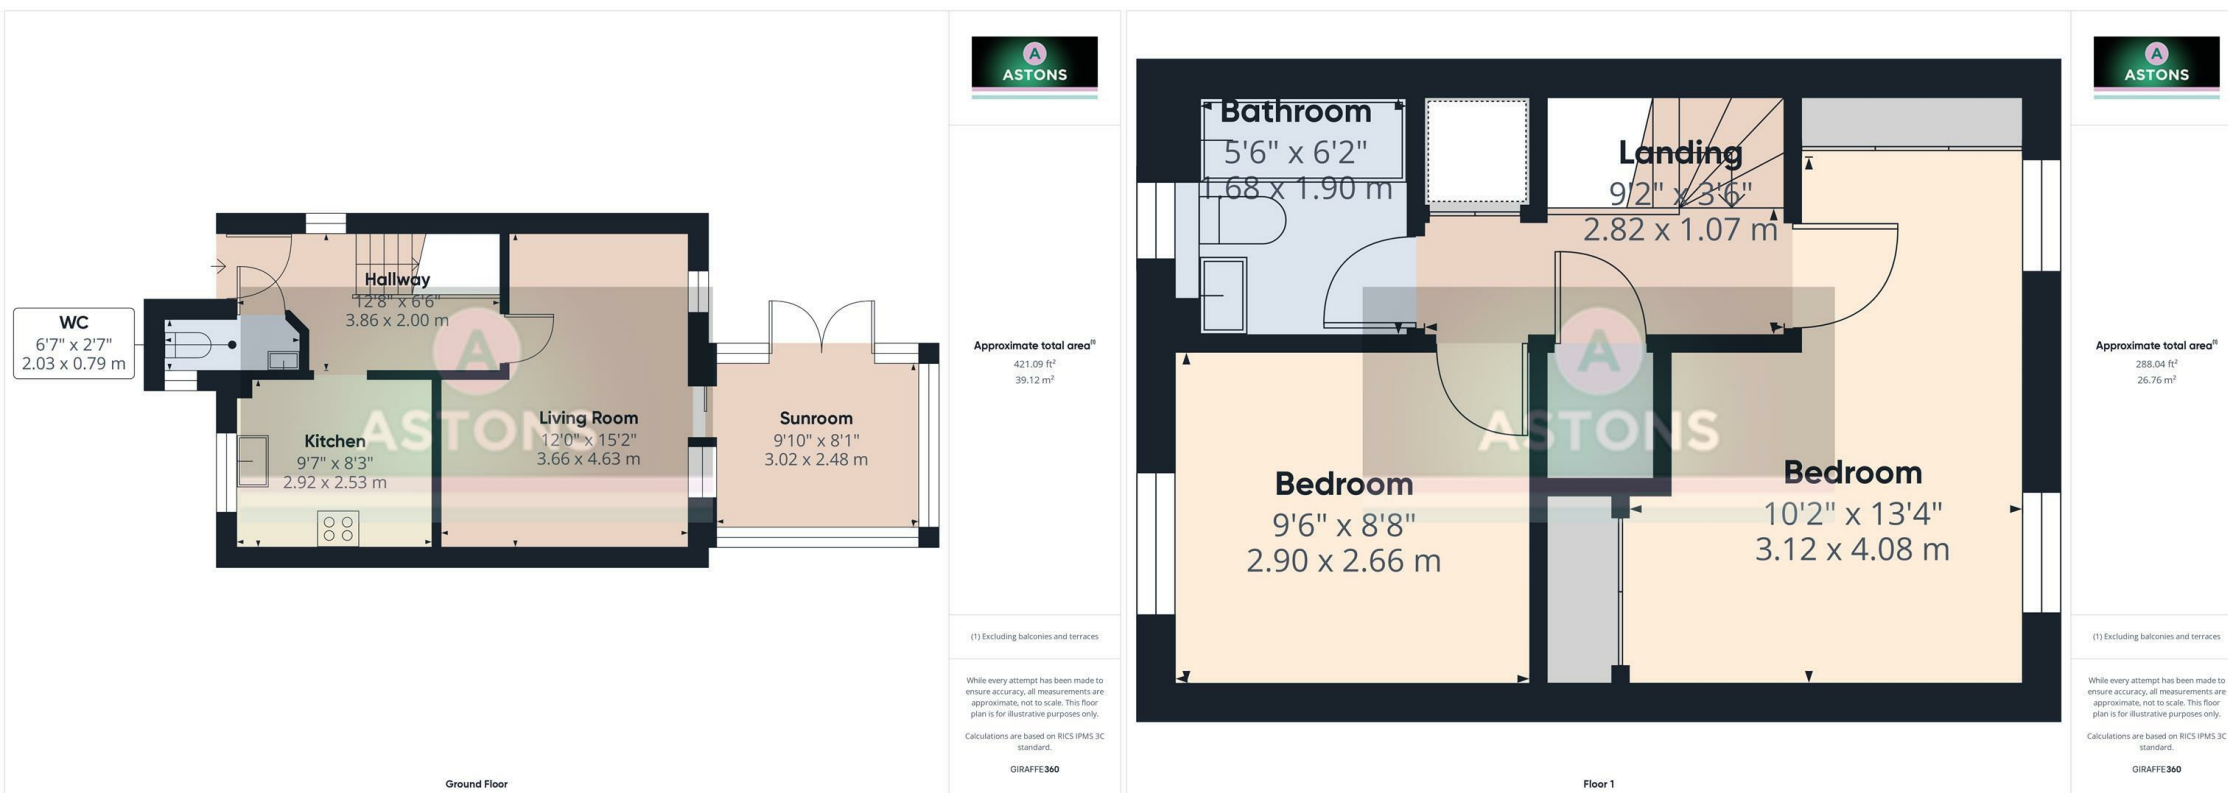 A
ASTONS
Hallway
12'8" x 6'6"
3.86 x 2.00 m
WC
6'7" x 2'7"
2.03 x 0.79 m
A
ASTONS
Kitchen
9'7" x 8'3"
2.92 x 2.53 m
Living Room
12'0" x 15'2"
3.66 x 4.63 m
Sunroom
9'10" x 8'1"
3.02 x 2.48 m
Approximate total area(1)
421.09 ft²
39.12 m²
(1) Excluding balconies and terraces
While every attempt has been made to
ensure accuracy, all measurements are
approximate, not to scale. This floor
plan is for illustrative purposes only.
Calculations are based on RICS IPMS 3C
standard.
GIRAFFE360
Ground Floor
A
ASTONS
Bathroom
5'6" x 6'2"
1.68 x 1.90 m
Landing
9'2" x 3'6"
2.82 x 1.07 m
A
ASTONS
Bedroom
9'6" x 8'8"
2.90 x 2.66 m
Bedroom
10'2" x 13'4"
3.12 x 4.08 m
Approximate total area(1)
288.04 ft²
26.76 m²
(1) Excluding balconies and terraces
While every attempt has been made to
ensure accuracy, all measurements are
approximate, not to scale. This floor
plan is for illustrative purposes only.
Calculations are based on RICS IPMS 3C
standard.
GIRAFFE360
Floor 1